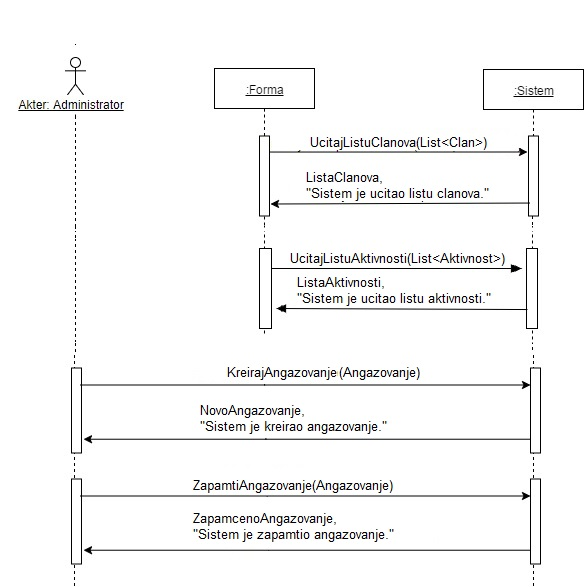 :Forma
:Sistem
Akter: Administrator
UcitajListuClanova(List<Clan>)
ListaClanova,
"Sistem je ucitao listu clanova."
UcitajListuAktivnosti(List<Aktivnost>)
ListaAktivnosti,
"Sistem je ucitao listu aktivnosti."
KreirajAngazovanje(Angazovanje)
NovoAngazovanje,
"Sistem je kreirao angazovanje."
ZapamtiAngazovanje(Angazovanje)
ZapamcenoAngazovanje,
"Sistem je zapamtio angazovanje."